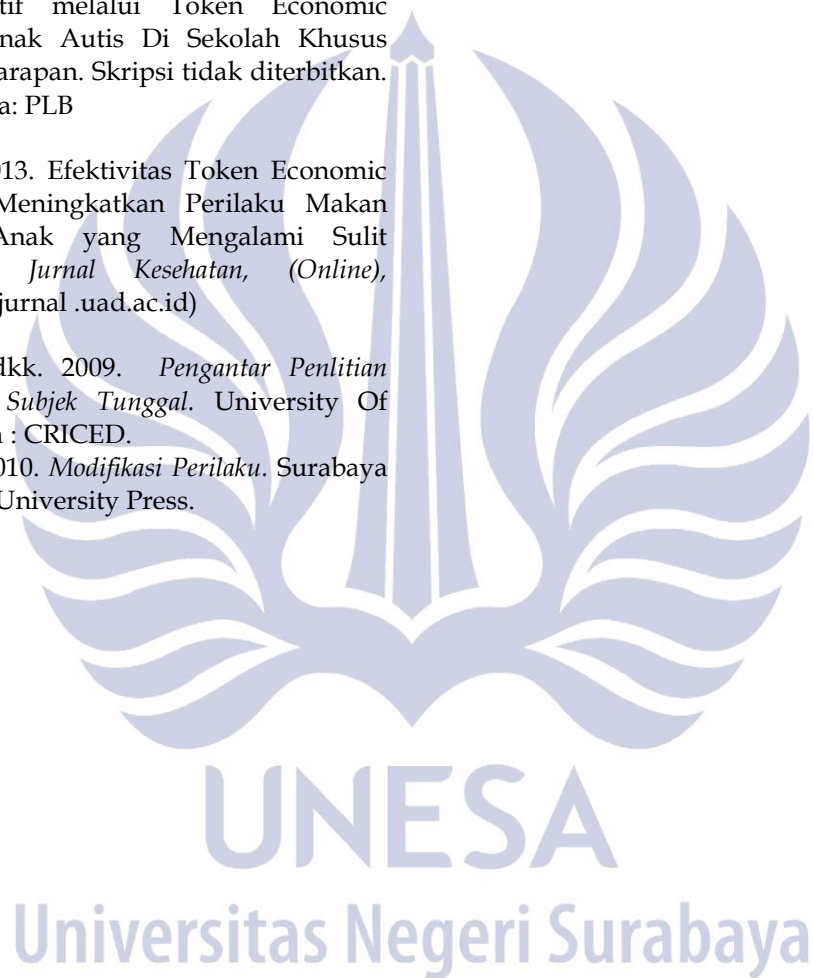 tif melalui Token Economic
nak Autis Di Sekolah Khusus
arapan. Skripsi tidak diterbitkan.
a: PLB
013. Efektivitas Token Economic
Meningkatkan Perilaku Makan
Anak yang Mengalami Sulit
Jurnal Kesehatan, (Online),
jurnal .uad.ac.id)
dkk. 2009. Pengantar Penlitian
Subjek Tunggal. University Of
: CRICED.
010. Modifikasi Perilaku. Surabaya
University Press.
UNESA
Universitas Negeri Surabaya